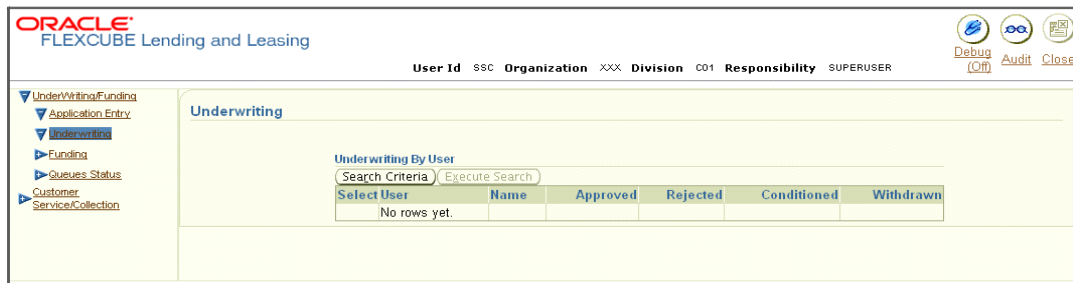 ORACLE
FLEXCUBE Lending and Leasing
Debug (Off)
Audit
Close
User Id SSC Organization XXX Division C01 Responsibility SUPERUSER
UnderWriting/Funding
Application Entry
Underwriting
Funding
Queues Status
Customer
Service/Collection
Underwriting
Underwriting By User
Search Criteria Execute Search
Select User Name Approved Rejected Conditioned Withdrawn
No rows yet.